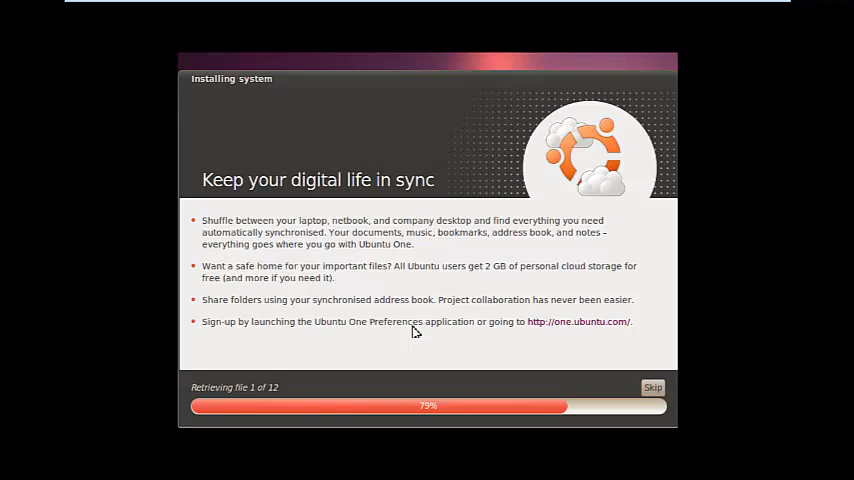 Installing system
Keep your digital life in sync
Shuffle between your laptop, netbook, and company desktop and find everything you need
automatically synchronised. Your documents, music, bookmarks, address book, and notes –
everything goes where you go with Ubuntu One.
Want a safe home for your important files? All Ubuntu users get 2 GB of personal cloud storage for
free (and more if you need it).
Share folders using your synchronised address book. Project collaboration has never been easier.
Sign-up by launching the Ubuntu One Preferences application or going to http://one.ubuntu.com/.
Retrieving file 1 of 12
Skip
79%